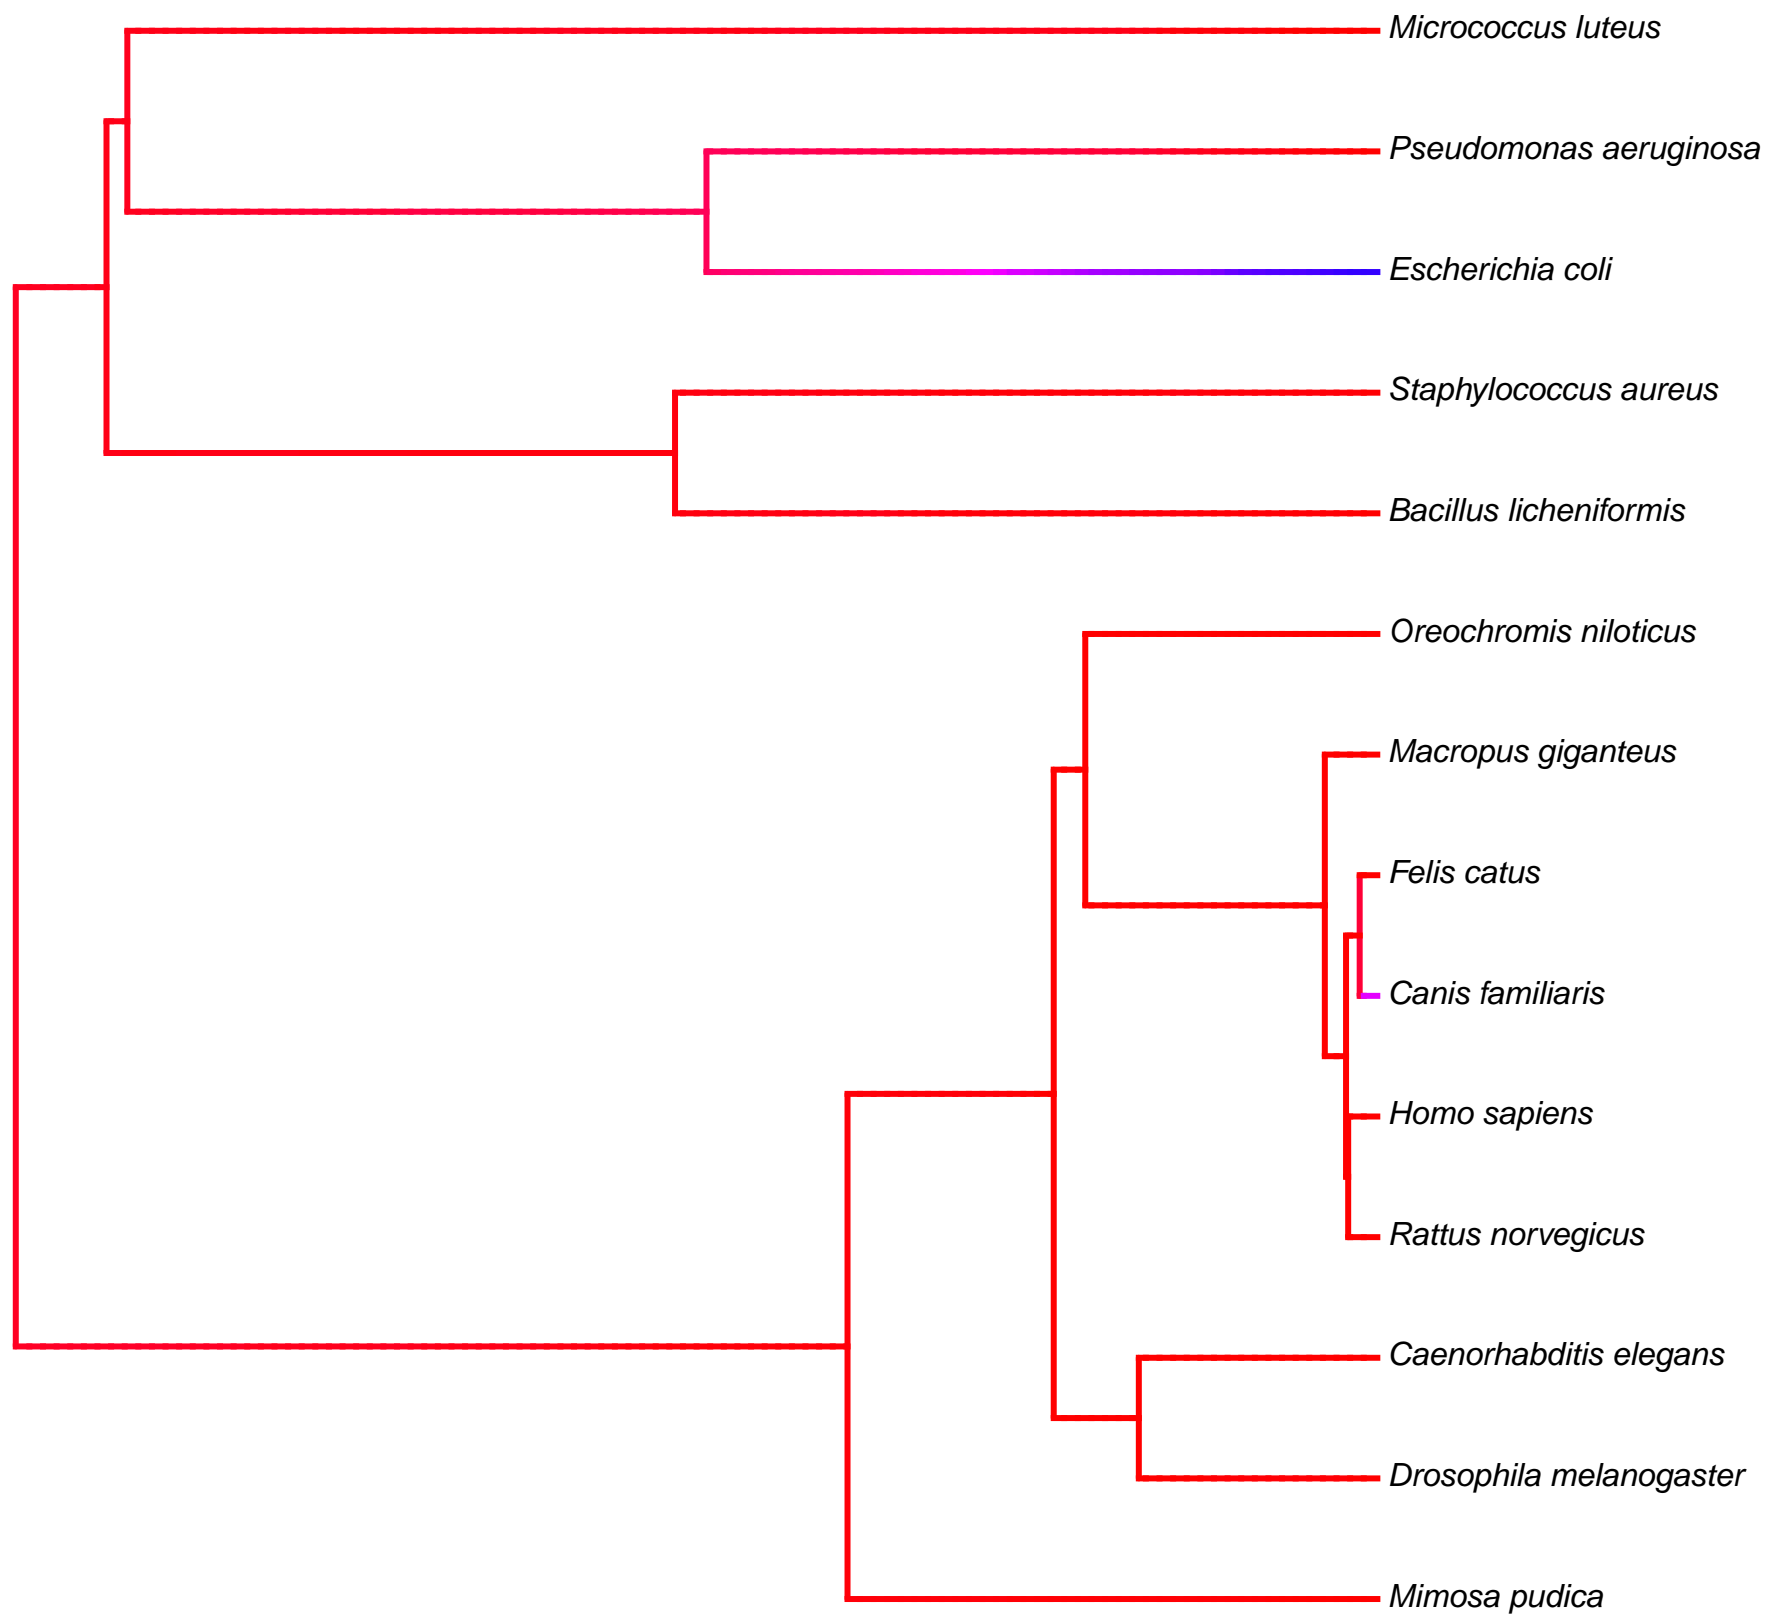 Micrococcus luteus
Pseudomonas aeruginosa
Escherichia coli
Staphylococcus aureus
Bacillus licheniformis
Oreochromis niloticus
Macropus giganteus
Felis catus
Canis familiaris
Homo sapiens
Rattus norvegicus
Caenorhabditis elegans
Drosophila melanogaster
Mimosa pudica